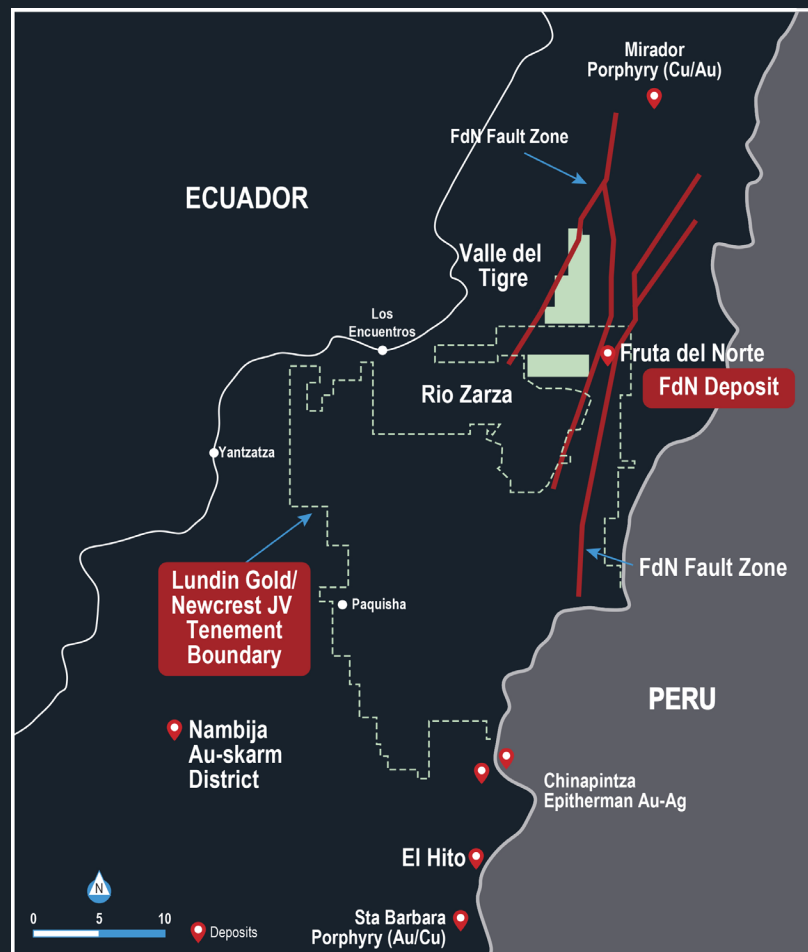 Mirador
Porphyry (Cu/Au)
FdN Fault Zone
ECUADOR
Valle del
Tigre
Los
Encuentros
Fruta del Norte
FdN Deposit
Rio Zarza
Yantzatza
FdN Fault Zone
Lundin Gold/
Newcrest JV
Tenement
Boundary
Paquisha
PERU
Nambija
Au-skarm
District
Chinapintza
Epitherman Au-Ag
El Hito
N
0 5 10
Deposits
Sta Barbara
Porphyry (Au/Cu)